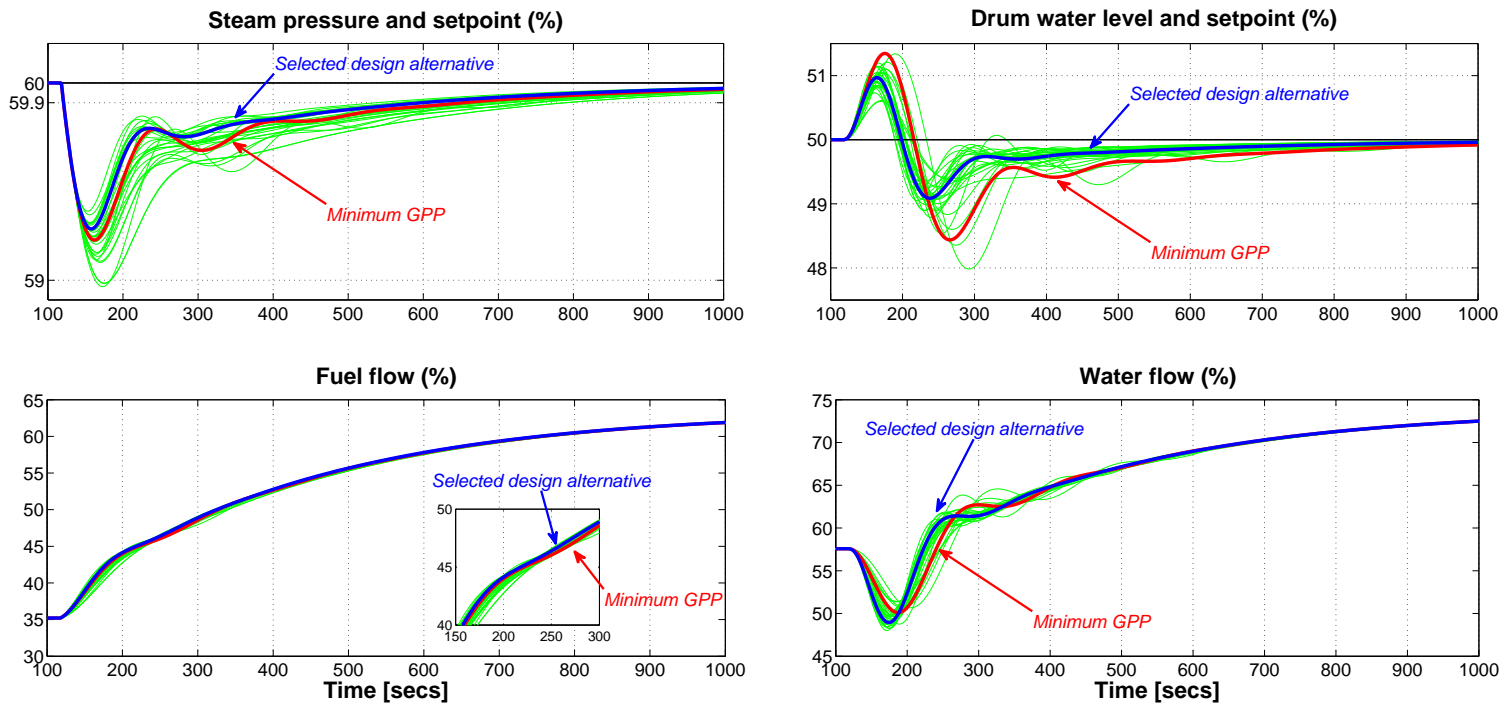 Steam pressure and setpoint (%)
60
59.9
59
Selected design alternative
Minimum GPP
100 200 300 400 500 600 700 800 900 1000
Drum water level and setpoint (%)
51
50
49
48
Selected design alternative
Minimum GPP
100 200 300 400 500 600 700 800 900 1000
Fuel flow (%)
65
60
55
50
45
40
35
30
Selected design alternative
50
45
40
Minimum GPP
150 200 250 300
100 200 300 400 500 600 700 800 900 1000
Time [secs]
Water flow (%)
75
70
65
60
55
50
45
Selected design alternative
Minimum GPP
100 200 300 400 500 600 700 800 900 1000
Time [secs]